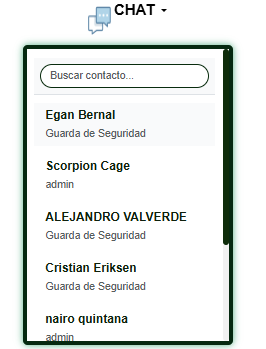 CHAT
Buscar contacto...
Egan Bernal
Guarda de Seguridad
Scorpion Cage
admin
ALEJANDRO VALVERDE
Guarda de Seguridad
Cristian Eriksen
Guarda de Seguridad
nairo quintana
admin